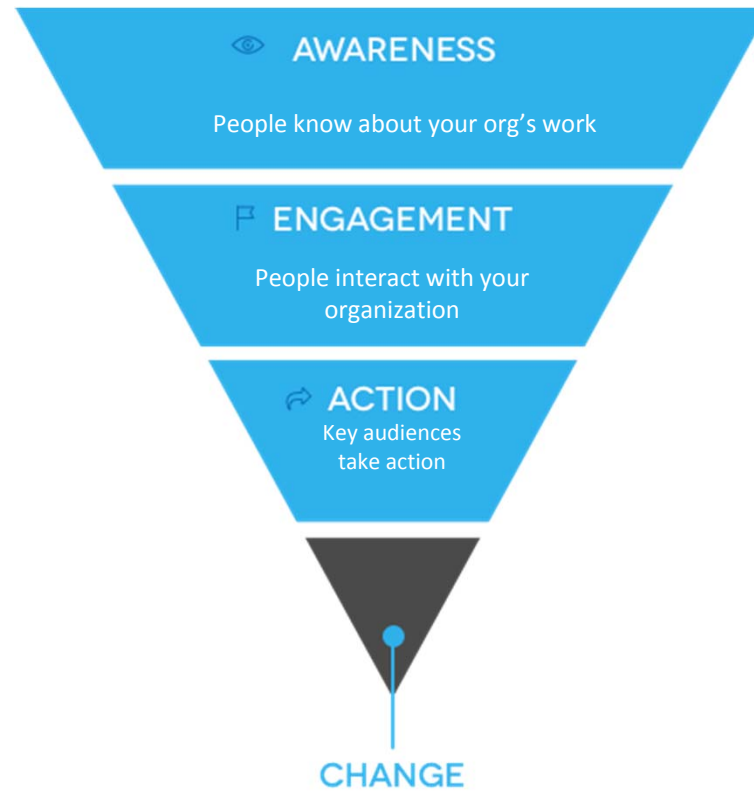 AWARENESS
People know about your org’s work
ENGAGEMENT
People interact with your
organization
ACTION
Key audiences
take action
CHANGE